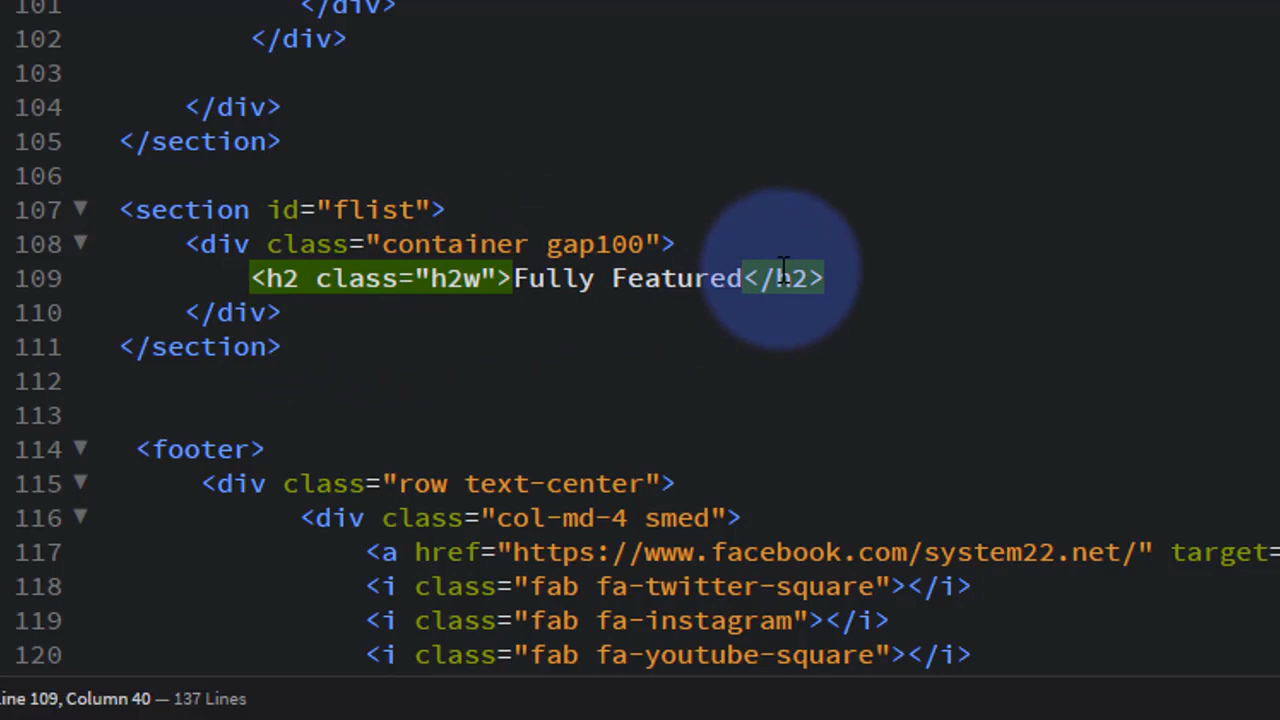 101 </div>
102 </div>
103
104 </div>
105 </section>
106
107 ▼ <section id="flist">
108 ▼ <div class="container gap100">
109 <h2 class="h2w">Fully Featured</h2>
110 </div>
111 </section>
112
113
114 ▼ <footer>
115 ▼ <div class="row text-center">
116 ▼ <div class="col-md-4 smed">
117 <a href="https://www.facebook.com/system22.net/" target=
118 <i class="fab fa-twitter-square"></i>
119 <i class="fab fa-instagram"></i>
120 <i class="fab fa-youtube-square"></i>
ine 109, Column 40 — 137 Lines